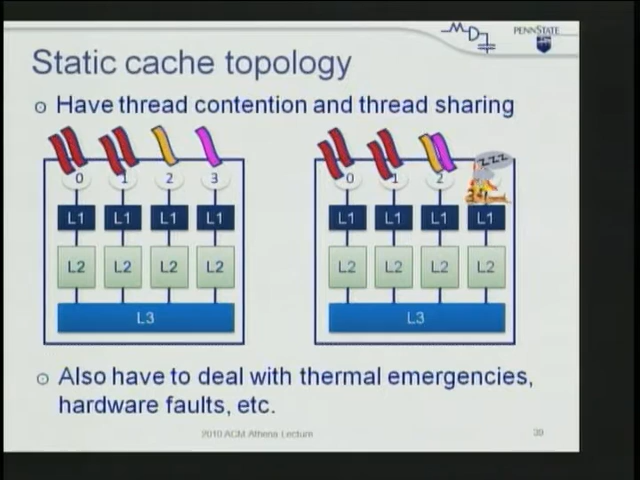 PENNSTATE
Static cache topology
Have thread contention and thread sharing
zzz
0 1 2 3 0 1 2
L1 L1 L1 L1 L1 L1 L1 L1
L2 L2 L2 L2 L2 L2 L2 L2
L3 L3
Also have to deal with thermal emergencies,
hardware faults, etc.
2010 ACM Athena Lecture 39